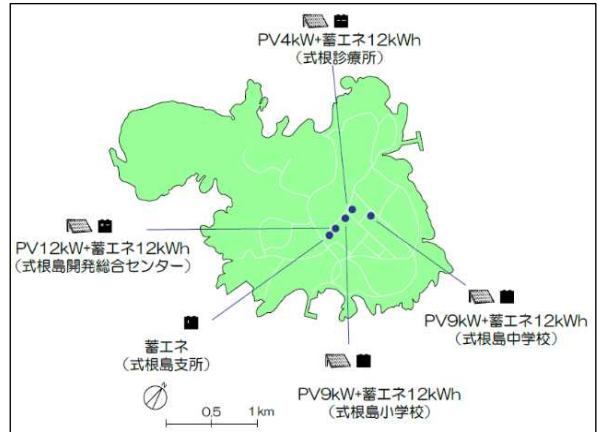 PV4kW+蓄エネ12kWh
(式根診療所)
PV12kW+蓄エネ12kWh
(式根島開発総合センター)
PV9kW+蓄エネ12kWh
(式根島中学校)
蓄エネ
(式根島支所)
PV9kW+蓄エネ12kWh
(式根島小学校)
N
0.5 1 km